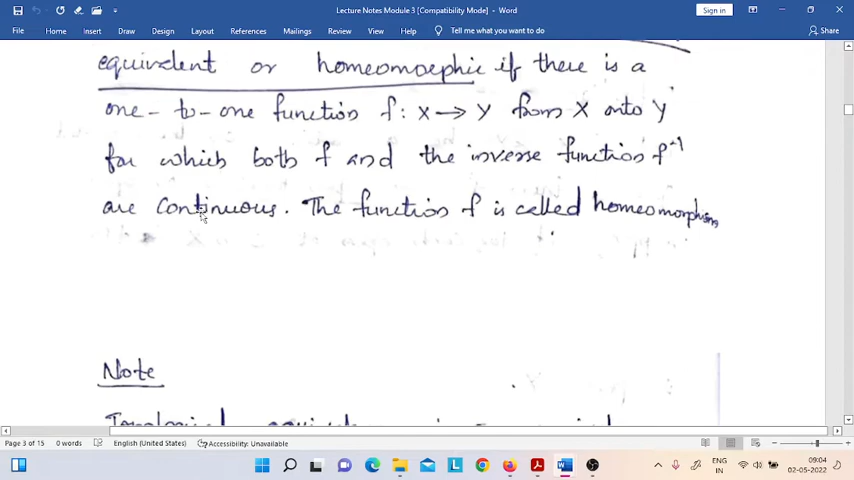 Lecture Notes Module 3 [Compatibility Mode] - Word
Sign in
File Home Insert Draw Design Layout References Mailings Review View Help Tell me what you want to do Share
equivalent or homeomorphic if there is a
one-to-one function f: X → Y from X onto Y
for which both f and the inverse function f⁻¹
are continuous. The function f is called homeomorphism
Note
Page 3 of 15 0 words English (United States) Accessibility: Unavailable 100%
ENG IN
09:04
02-05-2022